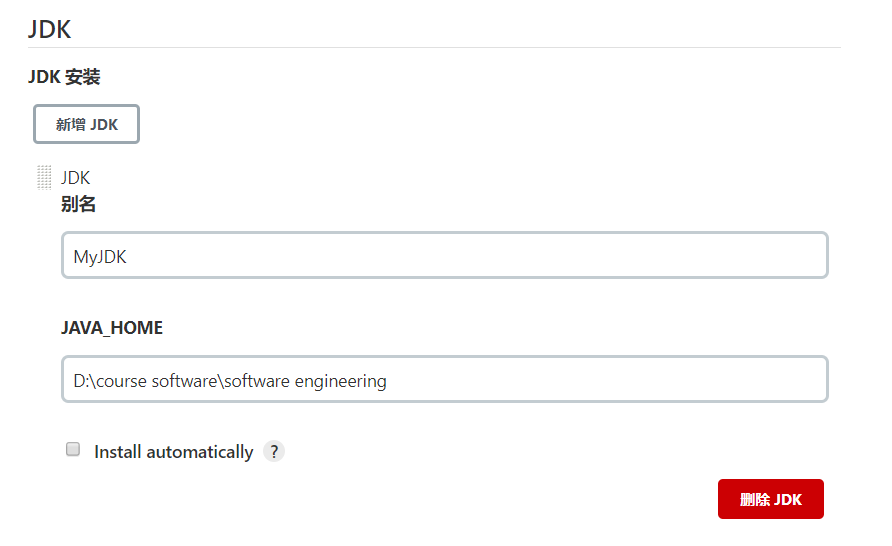 JDK
JDK 安装
新增 JDK
JDK
别名
MyJDK
JAVA_HOME
D:\course software\software engineering
Install automatically ?
删除 JDK